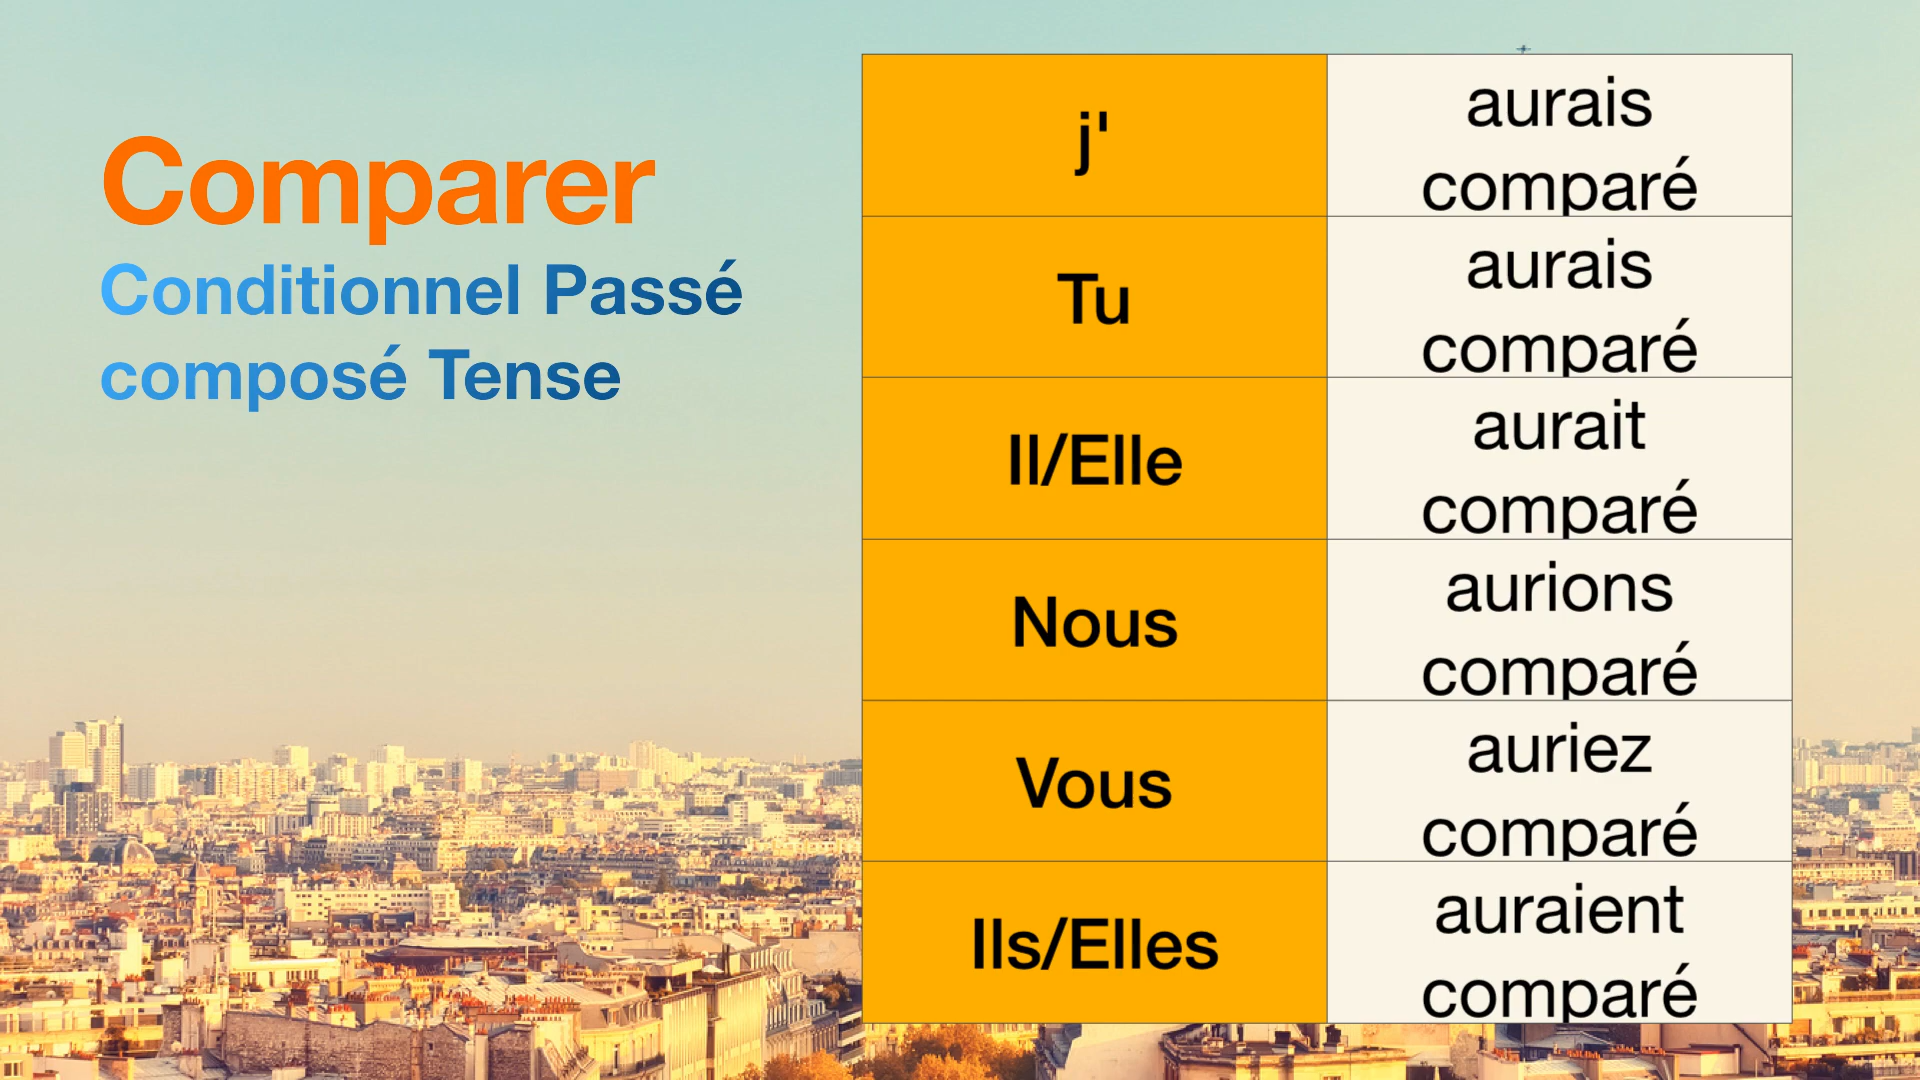 Comparer
Conditionnel Passé
composé Tense
j'
aurais
comparé
Tu
aurais
comparé
Il/Elle
aurait
comparé
Nous
aurions
comparé
Vous
auriez
comparé
Ils/Elles
auraient
comparé